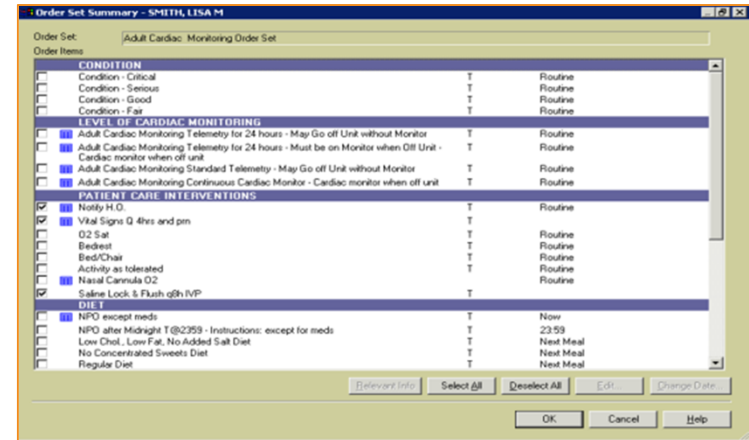 Order Set Summary - SMITH, LISA M
Order Set: Adult Cardiac Monitoring Order Set
Order Items
CONDITION
Condition - Critical T Routine
Condition - Serious T Routine
Condition - Good T Routine
Condition - Fair T Routine
LEVEL OF CARDIAC MONITORING
Adult Cardiac Monitoring Telemetry for 24 hours - May Go off Unit without Monitor T Routine
Adult Cardiac Monitoring Telemetry for 24 hours - Must be on Monitor when Off Unit - T Routine
Cardiac monitor when off unit
Adult Cardiac Monitoring Standard Telemetry - May Go off Unit without Monitor T Routine
Adult Cardiac Monitoring Continuous Cardiac Monitor - Cardiac monitor when off unit T Routine
PATIENT CARE INTERVENTIONS
Notify H.O. T Routine
Vital Signs Q 4hrs and prn T
O2 Sat T Routine
Bedrest T Routine
Bed/Chair T Routine
Activity as tolerated T Routine
Nasal Cannula O2 Routine
Saline Lock & Flush q8h IVP T
DIET
NPO except meds T Now
NPO after Midnight T@2359 - Instructions: except for meds T 23:59
Low Chol., Low Fat, No Added Salt Diet T Next Meal
No Concentrated Sweets Diet T Next Meal
Regular Diet T Next Meal
Relevant Info Select All Deselect All Edit... Change Date...
OK Cancel Help